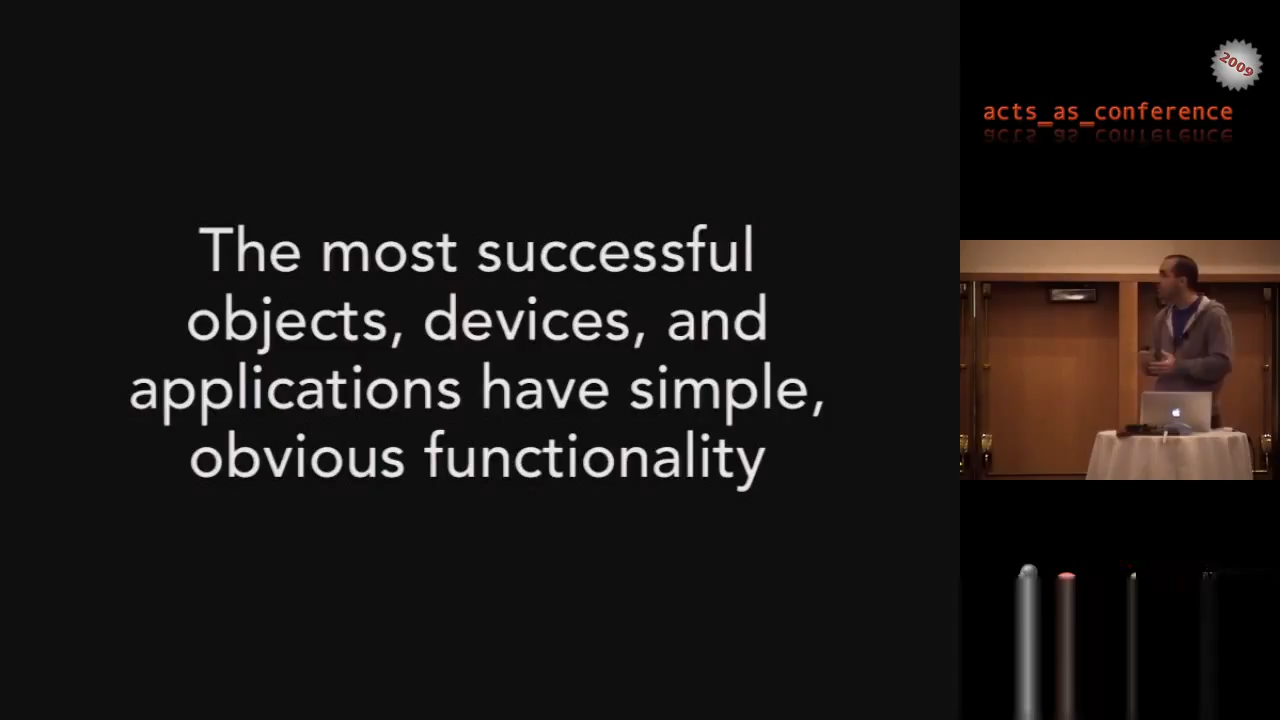 The most successful
objects, devices, and
applications have simple,
obvious functionality
2009
acts_as_conference